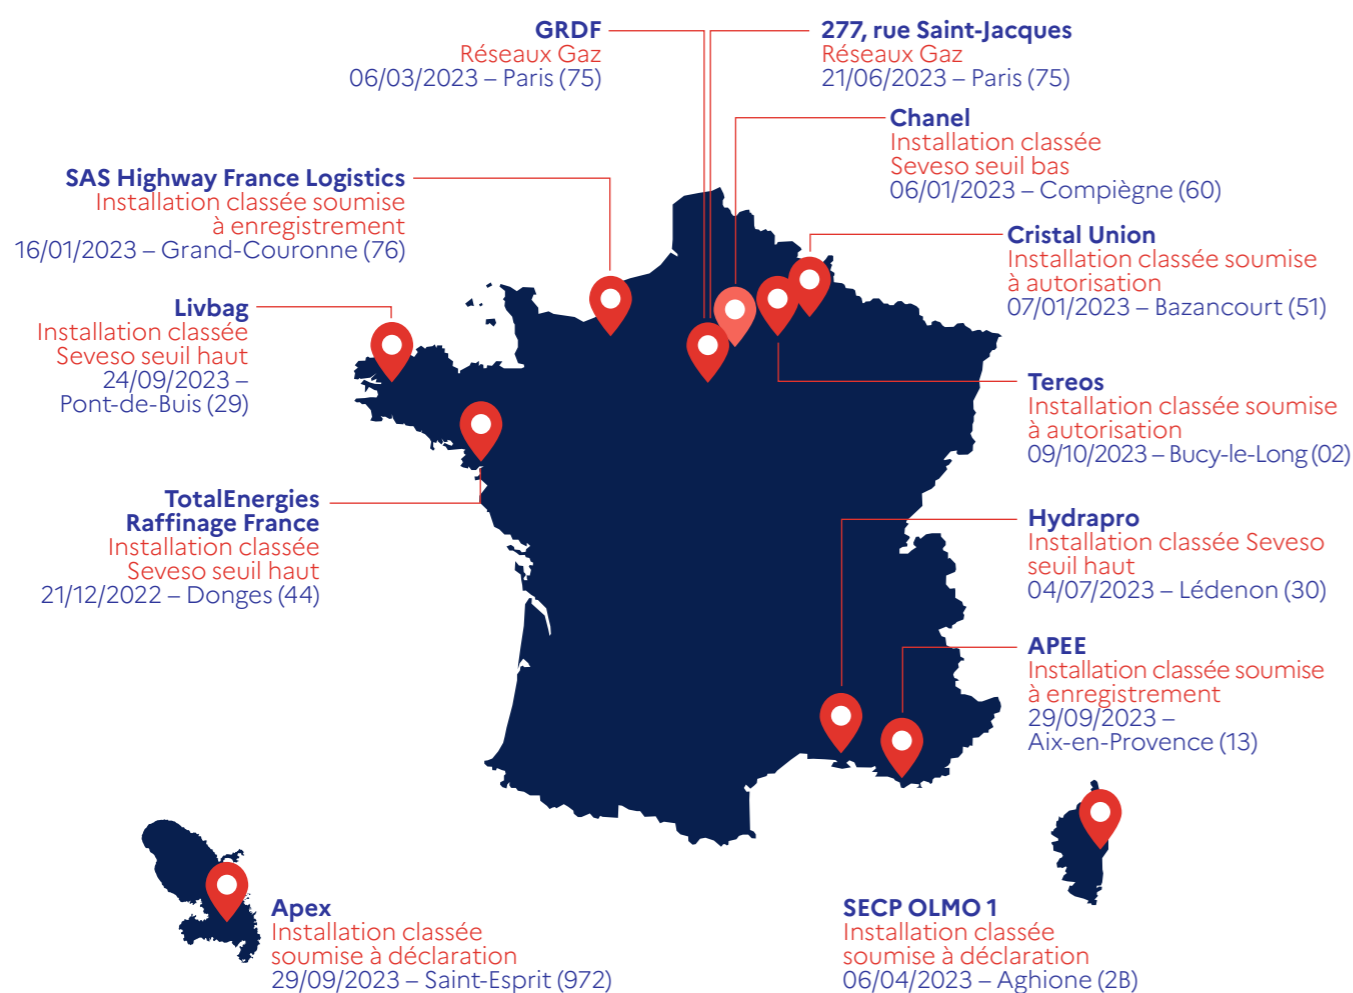 GRDF
Réseaux Gaz
06/03/2023 – Paris (75)
277, rue Saint-Jacques
Réseaux Gaz
21/06/2023 – Paris (75)
Chanel
Installation classée
Seveso seuil bas
06/01/2023 – Compiègne (60)
SAS Highway France Logistics
Installation classée soumise
à enregistrement
16/01/2023 – Grand-Couronne (76)
Cristal Union
Installation classée soumise
à autorisation
07/01/2023 – Bazancourt (51)
Livbag
Installation classée
Seveso seuil haut
24/09/2023 –
Pont-de-Buis (29)
Tereos
Installation classée soumise
à autorisation
09/10/2023 – Bucy-le-Long (02)
TotalEnergies
Raffinage France
Installation classée
Seveso seuil haut
21/12/2022 – Donges (44)
Hydrapro
Installation classée Seveso
seuil haut
04/07/2023 – Lédenon (30)
APEE
Installation classée soumise
à enregistrement
29/09/2023 –
Aix-en-Provence (13)
Apex
Installation classée
soumise à déclaration
29/09/2023 – Saint-Esprit (972)
SECP OLMO 1
Installation classée
soumise à déclaration
06/04/2023 – Aghione (2B)